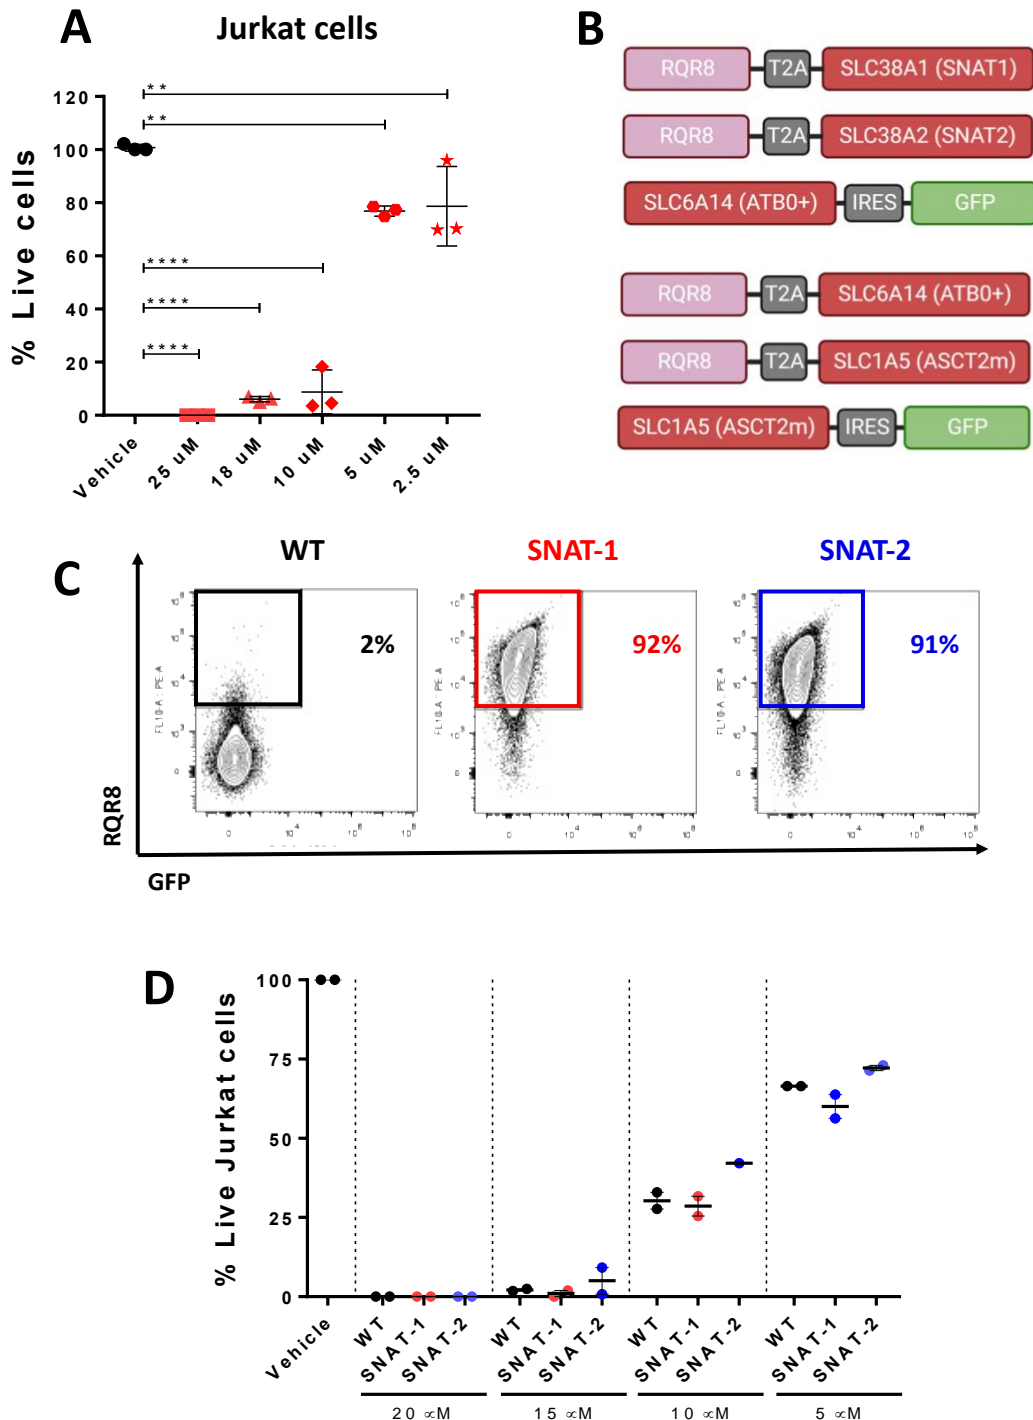 A
Jurkat cells
% Live cells
120
100
80
60
40
20
0
**
**
****
****
****
Vehicle
25 uM
18 uM
10 uM
5 uM
2.5 uM
B
RQR8 T2A SLC38A1 (SNAT1)
RQR8 T2A SLC38A2 (SNAT2)
SLC6A14 (ATB0+) IRES GFP
RQR8 T2A SLC6A14 (ATB0+)
RQR8 T2A SLC1A5 (ASCT2m)
SLC1A5 (ASCT2m) IRES GFP
C
WT
SNAT-1
SNAT-2
2%
92%
91%
RQR8
GFP
D
% Live Jurkat cells
100
75
50
25
0
Vehicle
WT
SNAT-1
SNAT-2
WT
SNAT-1
SNAT-2
WT
SNAT-1
SNAT-2
WT
SNAT-1
SNAT-2
20 ∝M
15 ∝M
10 ∝M
5 ∝M